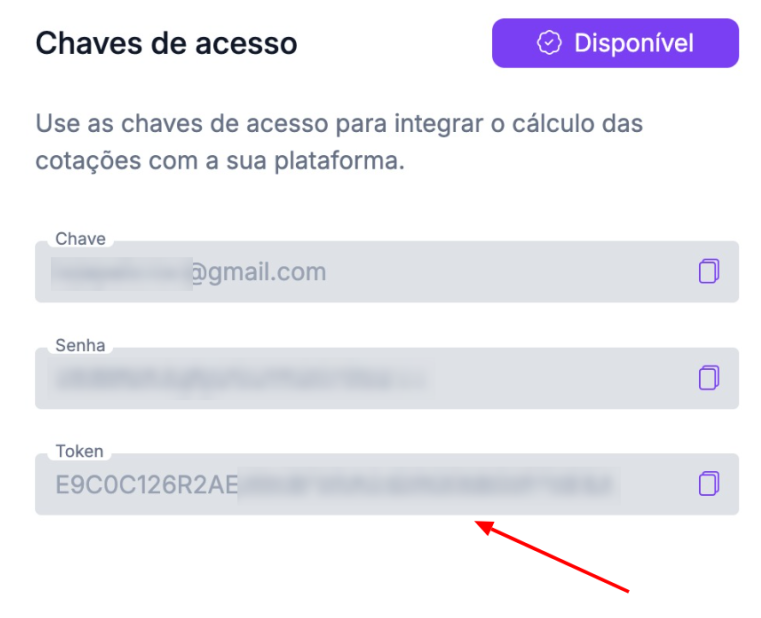 Chaves de acesso
Disponível
Use as chaves de acesso para integrar o cálculo das
cotações com a sua plataforma.
Chave
@gmail.com
Senha
Token
E9C0C126R2AE